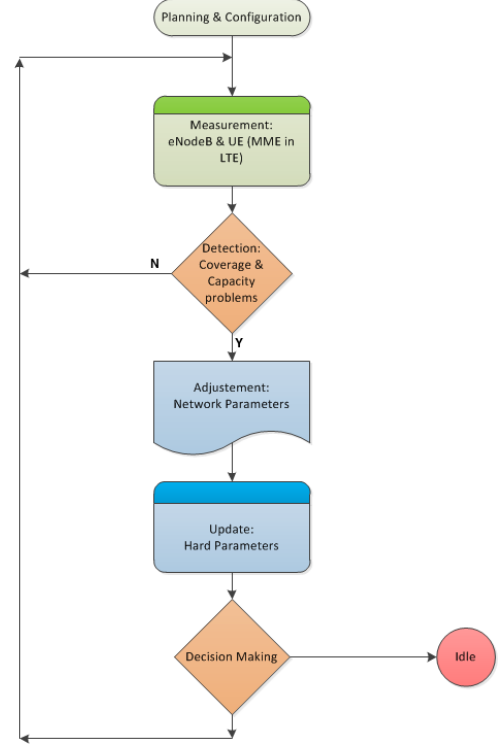 Planning & Configuration
Measurement:
eNodeB & UE (MME in
LTE)
Detection:
Coverage &
Capacity
problems
N
Y
Adjustement:
Network Parameters
Update:
Hard Parameters
Decision Making
Idle